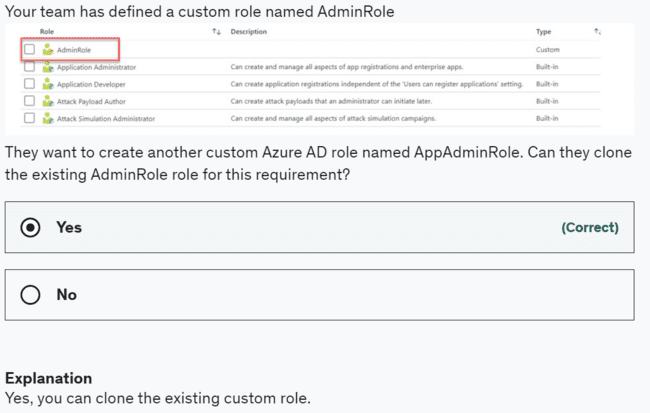 Your team has defined a custom role named AdminRole
Role ↑↓ Description Type ↑↓
AdminRole Custom
Application Administrator Can create and manage all aspects of app registrations and enterprise apps. Built-in
Application Developer Can create application registrations independent of the 'Users can register applications' setting. Built-in
Attack Payload Author Can create attack payloads that an administrator can initiate later. Built-in
Attack Simulation Administrator Can create and manage all aspects of attack simulation campaigns. Built-in
They want to create another custom Azure AD role named AppAdminRole. Can they clone
the existing AdminRole role for this requirement?
Yes (Correct)
No
Explanation
Yes, you can clone the existing custom role.